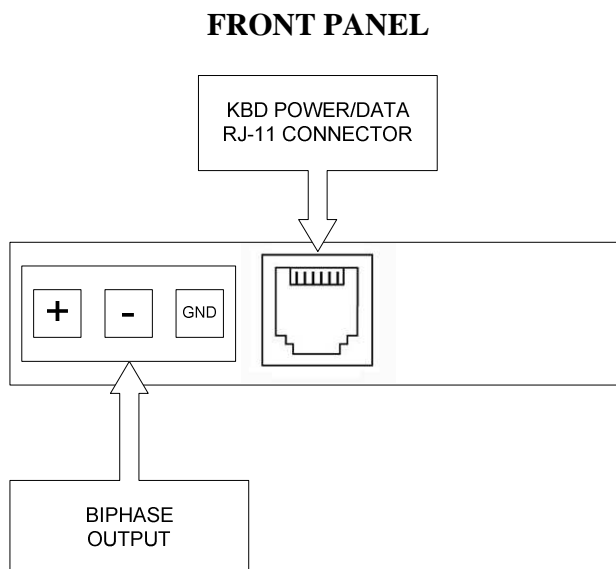 FRONT PANEL
KBD POWER/DATA
RJ-11 CONNECTOR
+ - GND
BIPHASE
OUTPUT